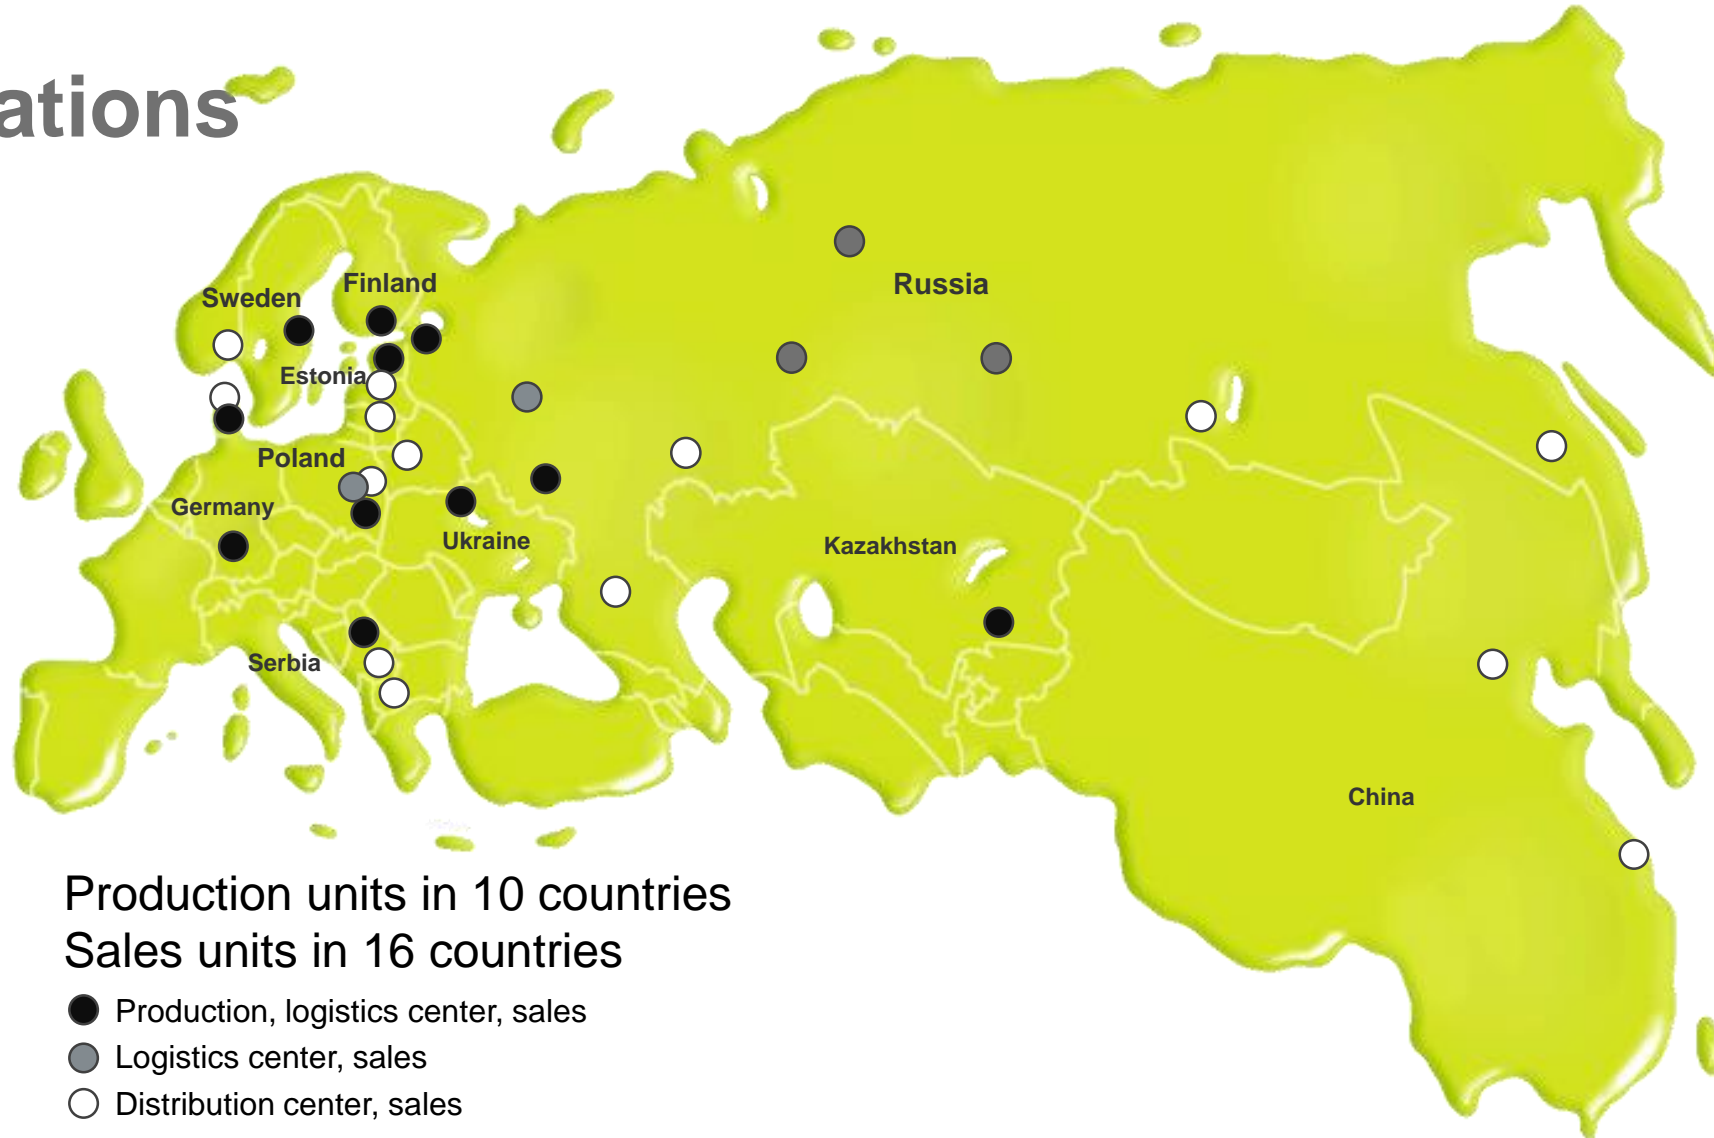 ations
Finland
Sweden
Russia
Estonia
Poland
Germany
Ukraine
Kazakhstan
Serbia
China
Production units in 10 countries
Sales units in 16 countries
Production, logistics center, sales
Logistics center, sales
Distribution center, sales